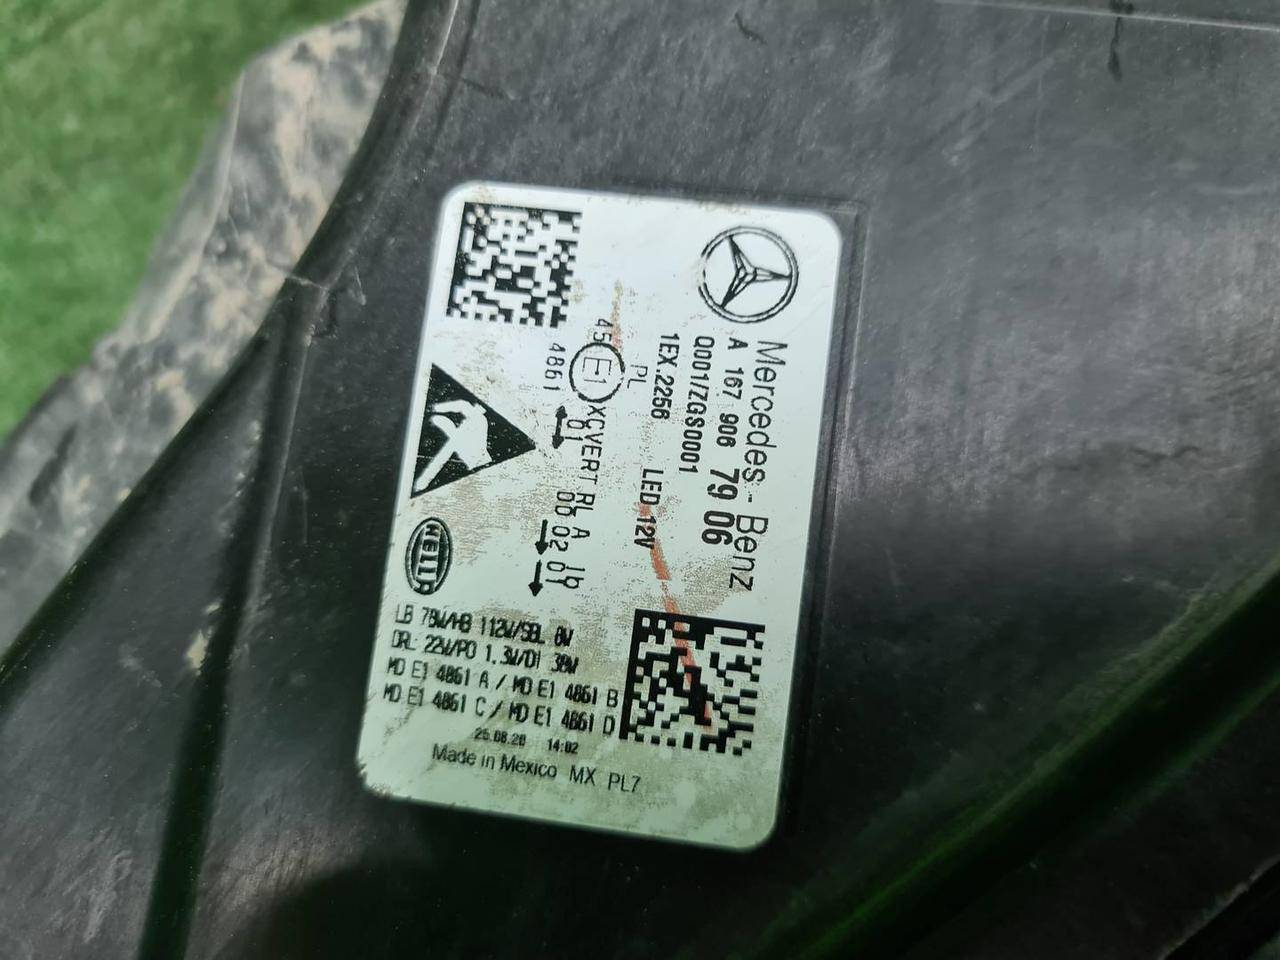 Mercedes-Benz
A 167 906 79 06
Q001/ZGS0001
1EX.2256 LED 12V
PL
45 E1 XCVERT RL A 1b
4861 01 00 02 01
HELLA
LB 78W/HB 112W/SBL 6W
DRL: 22W/PO 1.3W/DI 38W
MD E1 4861 A / MD E1 4861 B
MD E1 4861 C / MD E1 4861 D
25.08.20 14:02
Made in Mexico MX PL7